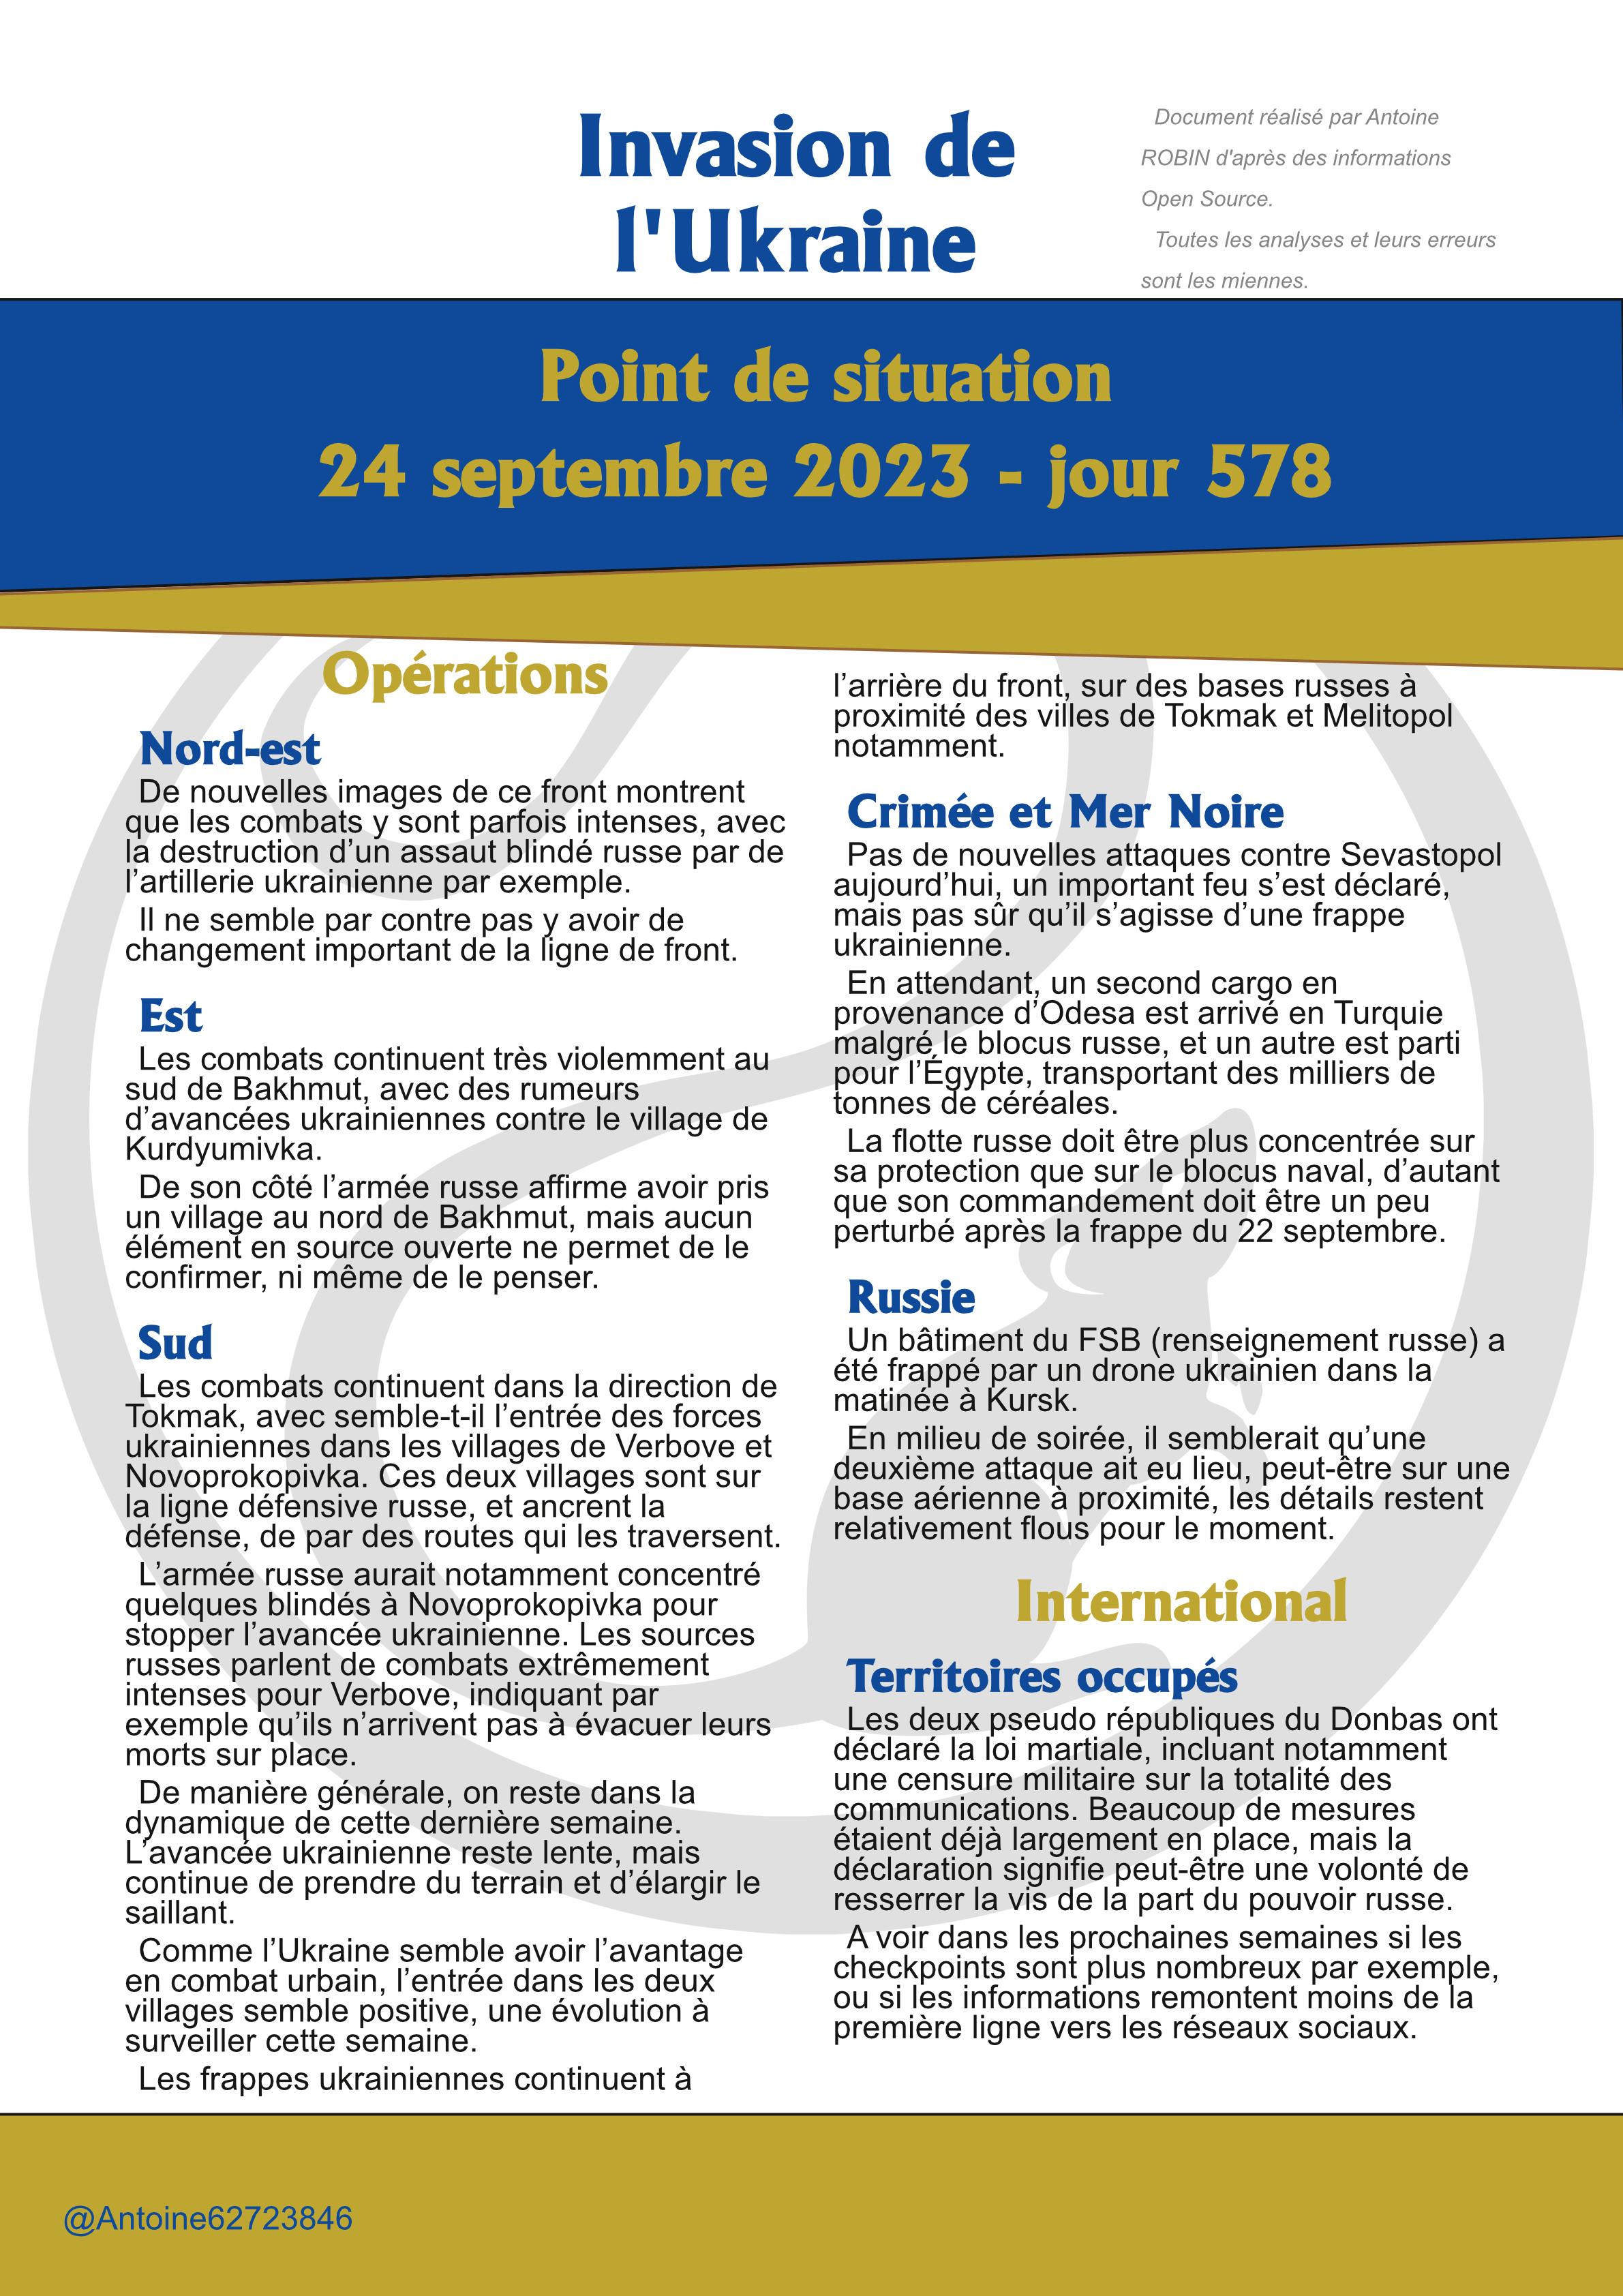 Invasion de
l'Ukraine
Document réalisé par Antoine
ROBIN d'après des informations
Open Source.
Toutes les analyses et leurs erreurs
sont les miennes.
Point de situation
24 septembre 2023 - jour 578
Opérations
Nord-est
De nouvelles images de ce front montrent
que les combats y sont parfois intenses, avec
la destruction d’un assaut blindé russe par de
l’artillerie ukrainienne par exemple.
Il ne semble par contre pas y avoir de
changement important de la ligne de front.
Est
Les combats continuent très violemment au
sud de Bakhmut, avec des rumeurs
d’avancées ukrainiennes contre le village de
Kurdyumivka.
De son côté l’armée russe affirme avoir pris
un village au nord de Bakhmut, mais aucun
élément en source ouverte ne permet de le
confirmer, ni même de le penser.
Sud
Les combats continuent dans la direction de
Tokmak, avec semble-t-il l’entrée des forces
ukrainiennes dans les villages de Verbove et
Novoprokopivka. Ces deux villages sont sur
la ligne défensive russe, et ancrent la
défense, de par des routes qui les traversent.
L’armée russe aurait notamment concentré
quelques blindés à Novoprokopivka pour
stopper l’avancée ukrainienne. Les sources
russes parlent de combats extrêmement
intenses pour Verbove, indiquant par
exemple qu’ils n’arrivent pas à évacuer leurs
morts sur place.
De manière générale, on reste dans la
dynamique de cette dernière semaine.
L’avancée ukrainienne reste lente, mais
continue de prendre du terrain et d’élargir le
saillant.
Comme l’Ukraine semble avoir l’avantage
en combat urbain, l’entrée dans les deux
villages semble positive, une évolution à
surveiller cette semaine.
Les frappes ukrainiennes continuent à
l’arrière du front, sur des bases russes à
proximité des villes de Tokmak et Melitopol
notamment.
Crimée et Mer Noire
Pas de nouvelles attaques contre Sevastopol
aujourd’hui, un important feu s’est déclaré,
mais pas sûr qu’il s’agisse d’une frappe
ukrainienne.
En attendant, un second cargo en
provenance d’Odesa est arrivé en Turquie
malgré le blocus russe, et un autre est parti
pour l’Égypte, transportant des milliers de
tonnes de céréales.
La flotte russe doit être plus concentrée sur
sa protection que sur le blocus naval, d’autant
que son commandement doit être un peu
perturbé après la frappe du 22 septembre.
Russie
Un bâtiment du FSB (renseignement russe) a
été frappé par un drone ukrainien dans la
matinée à Kursk.
En milieu de soirée, il semblerait qu’une
deuxième attaque ait eu lieu, peut-être sur une
base aérienne à proximité, les détails restent
relativement flous pour le moment.
International
Territoires occupés
Les deux pseudo républiques du Donbas ont
déclaré la loi martiale, incluant notamment
une censure militaire sur la totalité des
communications. Beaucoup de mesures
étaient déjà largement en place, mais la
déclaration signifie peut-être une volonté de
resserrer la vis de la part du pouvoir russe.
A voir dans les prochaines semaines si les
checkpoints sont plus nombreux par exemple,
ou si les informations remontent moins de la
première ligne vers les réseaux sociaux.
@Antoine62723846